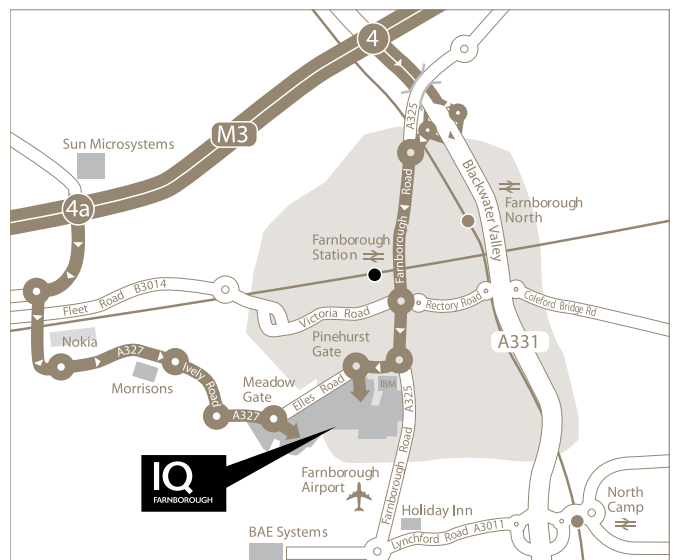 4
A325
M3
Sun Microsystems
Blackwater Valley
Farnborough
North
4a
Farnborough Road
Farnborough
Station
Fleet Road B3014
Victoria Road
Rectory Road
Coleford Bridge Rd
Nokia
A327
Pinehurst
Gate
A331
Morrisons
Ively Road
Meadow
Gate
Elles Road
IBM
A325
A327
IQ
FARNBOROUGH
Farnborough
Airport
Farnborough Road
Holiday Inn
North
Camp
BAE Systems
Lynchford Road A3011